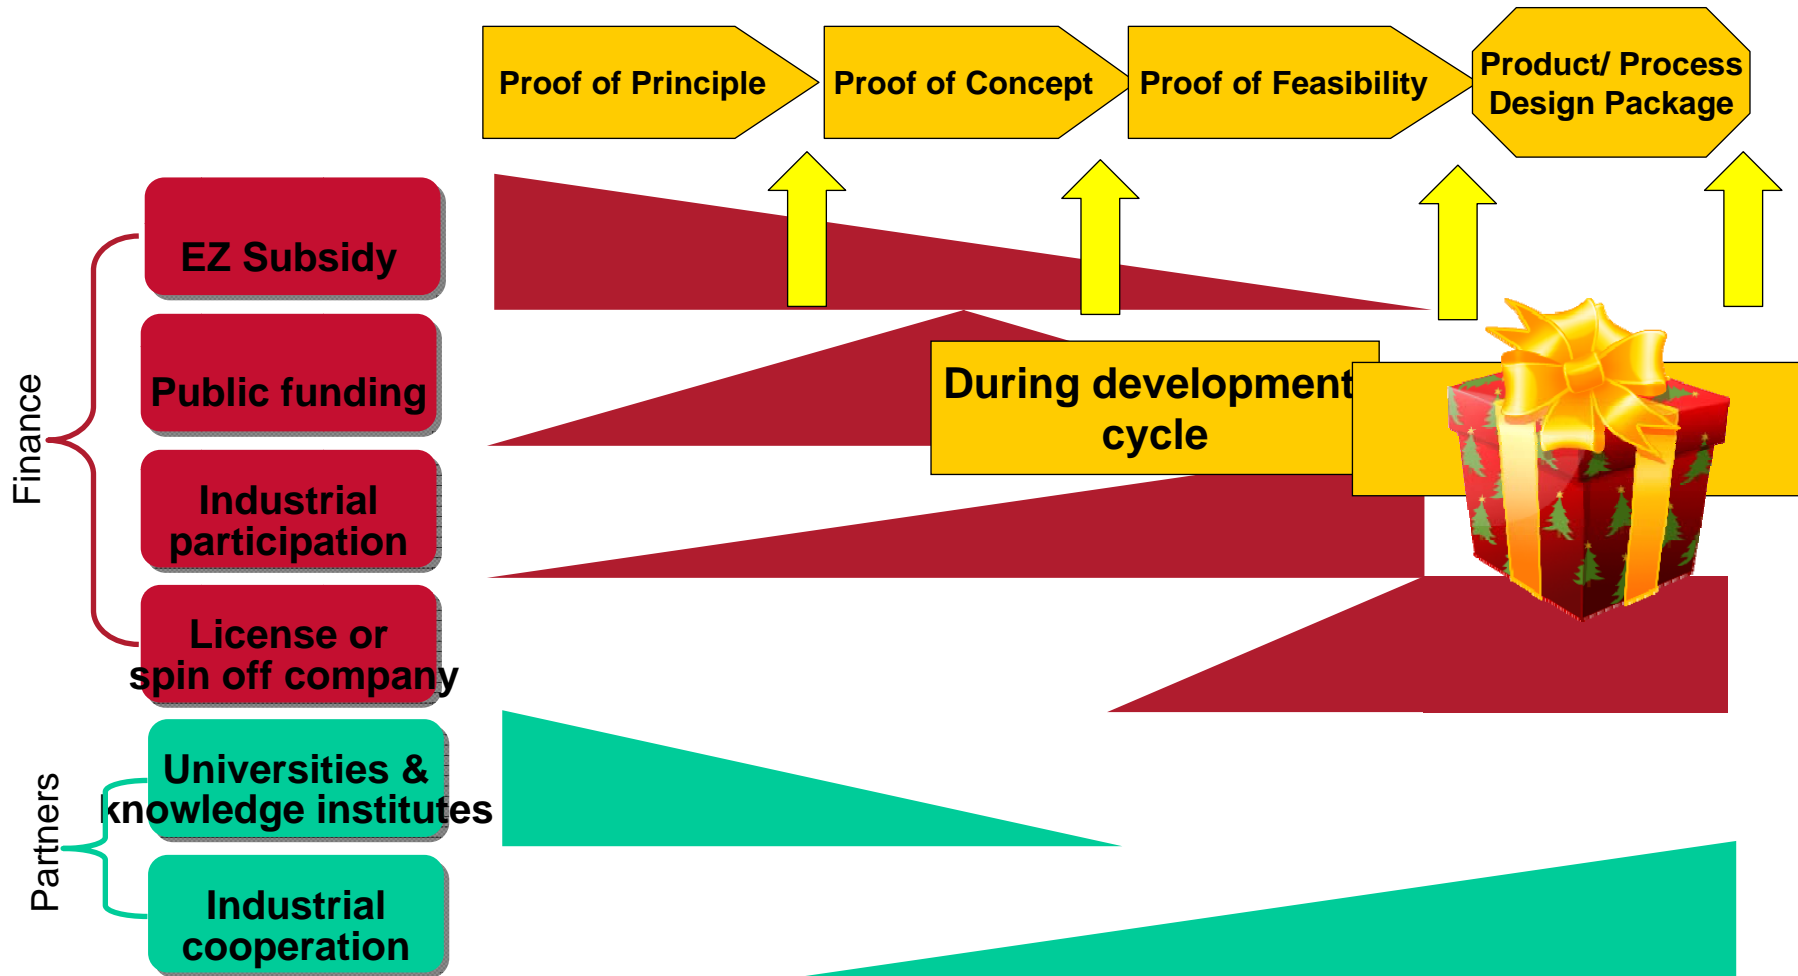 Proof of Principle
Proof of Concept
Proof of Feasibility
Product/ Process
Design Package
Finance
EZ Subsidy
Public funding
During development
cycle
Industrial
participation
License or
spin off company
Partners
Universities &
knowledge institutes
Industrial
cooperation